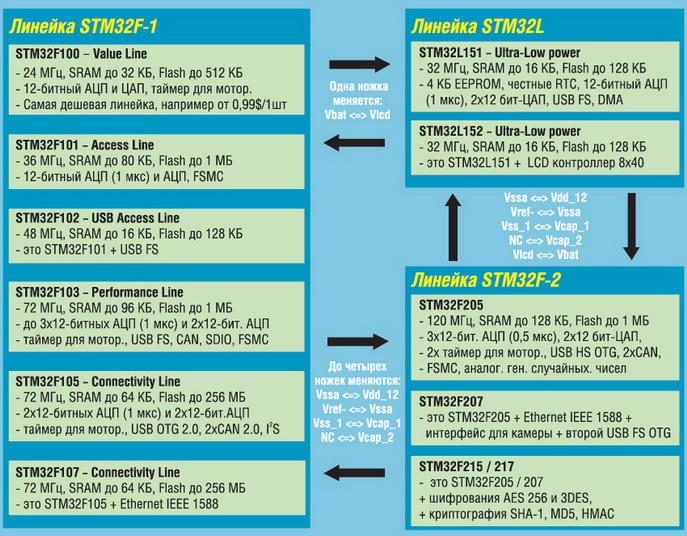 Линейка STM32F-1
STM32F100 – Value Line
- 24 МГц, SRAM до 32 КБ, Flash до 512 КБ
- 12-битный АЦП и ЦАП, таймер для мотор.
- Самая дешевая линейка, например от 0,99$/1шт
STM32F101 – Access Line
- 36 МГц, SRAM до 80 КБ, Flash до 1 МБ
- 12-битный АЦП (1 мкс) и АЦП, FSMC
STM32F102 – USB Access Line
- 48 МГц, SRAM до 16 КБ, Flash до 128 КБ
- это STM32F101 + USB FS
STM32F103 – Performance Line
- 72 МГц, SRAM до 96 КБ, Flash до 1 МБ
- до 3х12-битных АЦП (1 мкс) и 2х12-бит. АЦП
- таймер для мотор., USB FS, CAN, SDIO, FSMC
STM32F105 – Connectivity Line
- 72 МГц, SRAM до 64 КБ, Flash до 256 МБ
- 2х12-битных АЦП (1 мкс) и 2х12-бит.АЦП
- таймер для мотор., USB OTG 2.0, 2xCAN 2.0, I²S
STM32F107 – Connectivity Line
- 72 МГц, SRAM до 64 КБ, Flash до 256 МБ
- это STM32F105 + Ethernet IEEE 1588
Одна ножка
меняется:
Vbat <=> Vlcd
До четырех
ножек меняются:
Vssa <=> Vdd_12
Vref- <=> Vssa
Vss_1 <=> Vcap_1
NC <=> Vcap_2
Линейка STM32L
STM32L151 – Ultra-Low power
- 32 МГц, SRAM до 16 КБ, Flash до 128 КБ
- 4 КБ EEPROM, честные RTC, 12-битный АЦП
(1 мкс), 2х12 бит-ЦАП, USB FS, DMA
STM32L152 – Ultra-Low power
- 32 МГц, SRAM до 16 КБ, Flash до 128 КБ
- это STM32L151 + LCD контроллер 8х40
Vssa <=> Vdd_12
Vref- <=> Vssa
Vss_1 <=> Vcap_1
NC <=> Vcap_2
Vlcd <=> Vbat
Линейка STM32F-2
STM32F205
- 120 МГц, SRAM до 128 КБ, Flash до 1 МБ
- 3х12-бит. АЦП (0,5 мкс), 2х12 бит-ЦАП,
- 2х таймер для мотор., USB HS OTG, 2xCAN,
- FSMC, аналог. ген. случайных. чисел
STM32F207
- это STM32F205 + Ethernet IEEE 1588 +
интерфейс для камеры + второй USB FS OTG
STM32F215 / 217
- это STM32F205 / 207
+ шифрования AES 256 и 3DES,
+ криптография SHA-1, MD5, HMAC